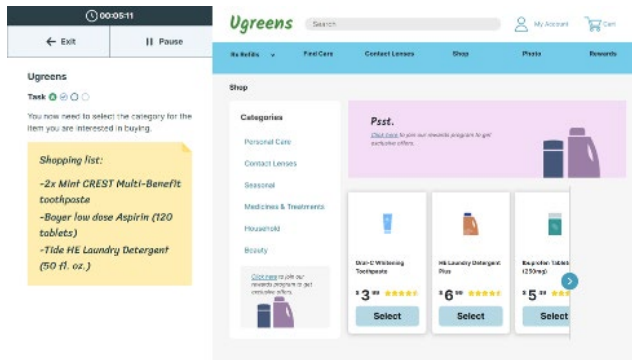 00:05:11
← Exit
Pause
Ugreens
Task
You now need to select the category for the
item you are interested in buying.
Shopping list:
-2x Mint CREST Multi-Benefit
toothpaste
-Bayer low dose Aspirin (120
tablets)
-Tide HE Laundry Detergent
(50 fl. oz.)
Ugreens
Search
My Account
Cart
Rx Refills
Find Care
Contact Lenses
Shop
Photo
Rewards
Shop
Categories
Personal Care
Contact Lenses
Seasonal
Medicines & Treatments
Household
Beauty
Click here to join our
rewards program to get
exclusive offers.
Psst.
Click here to join our rewards program to get
exclusive offers.
Oral-C Whitening
Toothpaste
$ 3 99
Select
HE Laundry Detergent
Plus
$ 6 99
Select
Ibuprofen Tablets
(250mg)
$ 5
Select